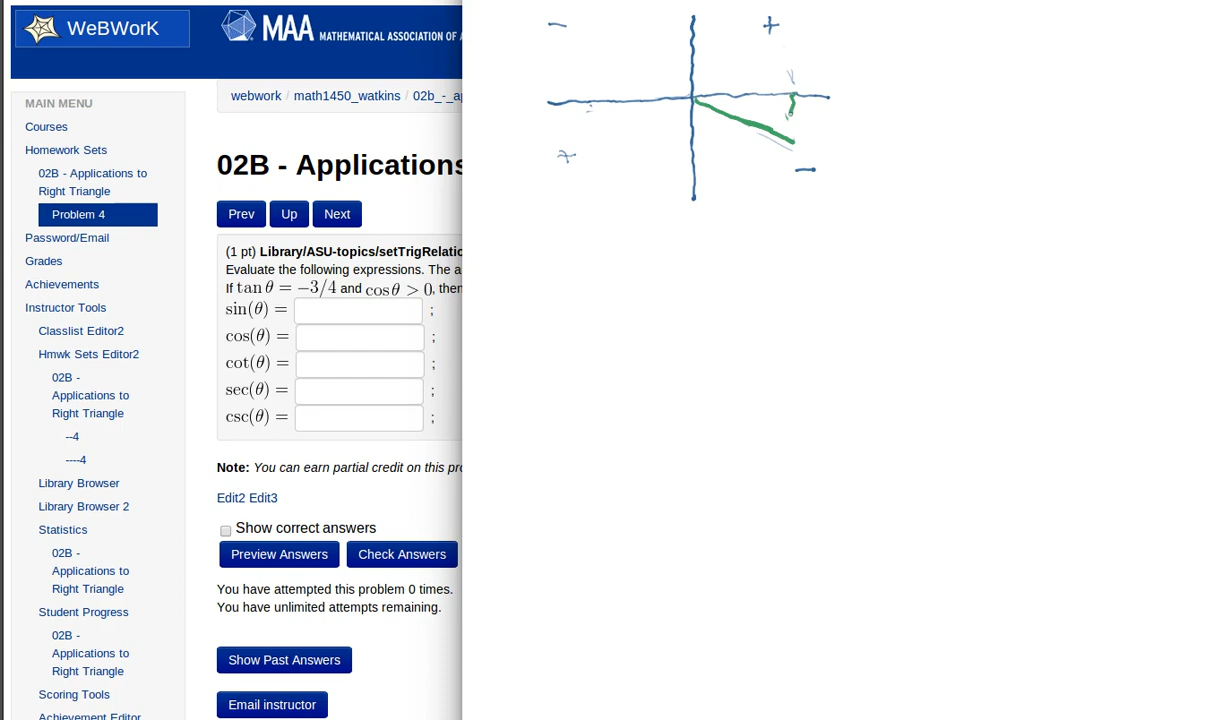 WeBWorK
MAA MATHEMATICAL ASSOCIATION OF A
MAIN MENU
Courses
Homework Sets
02B - Applications to
Right Triangle
Problem 4
Password/Email
Grades
Achievements
Instructor Tools
Classlist Editor2
Hmwk Sets Editor2
02B -
Applications to
Right Triangle
--4
----4
Library Browser
Library Browser 2
Statistics
02B -
Applications to
Right Triangle
Student Progress
02B -
Applications to
Right Triangle
Scoring Tools
Achievement Editor
webwork / math1450_watkins / 02b_-_a
02B - Applications
Prev Up Next
(1 pt) Library/ASU-topics/setTrigRelatio
Evaluate the following expressions. The a
If tan θ = −3/4 and cos θ > 0, then
sin(θ) = ;
cos(θ) = ;
cot(θ) = ;
sec(θ) = ;
csc(θ) = ;
Note: You can earn partial credit on this pro
Edit2 Edit3
Show correct answers
Preview Answers Check Answers
You have attempted this problem 0 times.
You have unlimited attempts remaining.
Show Past Answers
Email instructor
− +
+ −